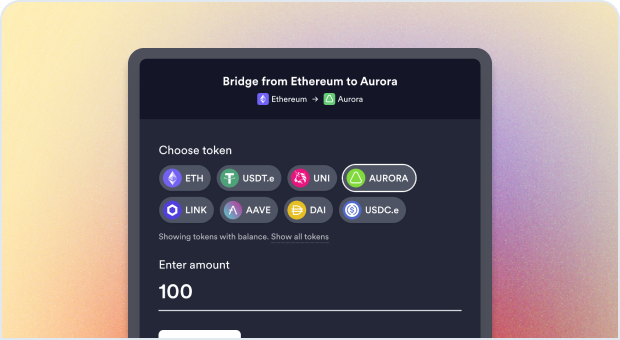 Bridge from Ethereum to Aurora
Ethereum → Aurora
Choose token
ETH USDT.e UNI AURORA
LINK AAVE DAI USDC.e
Showing tokens with balance. Show all tokens
Enter amount
100